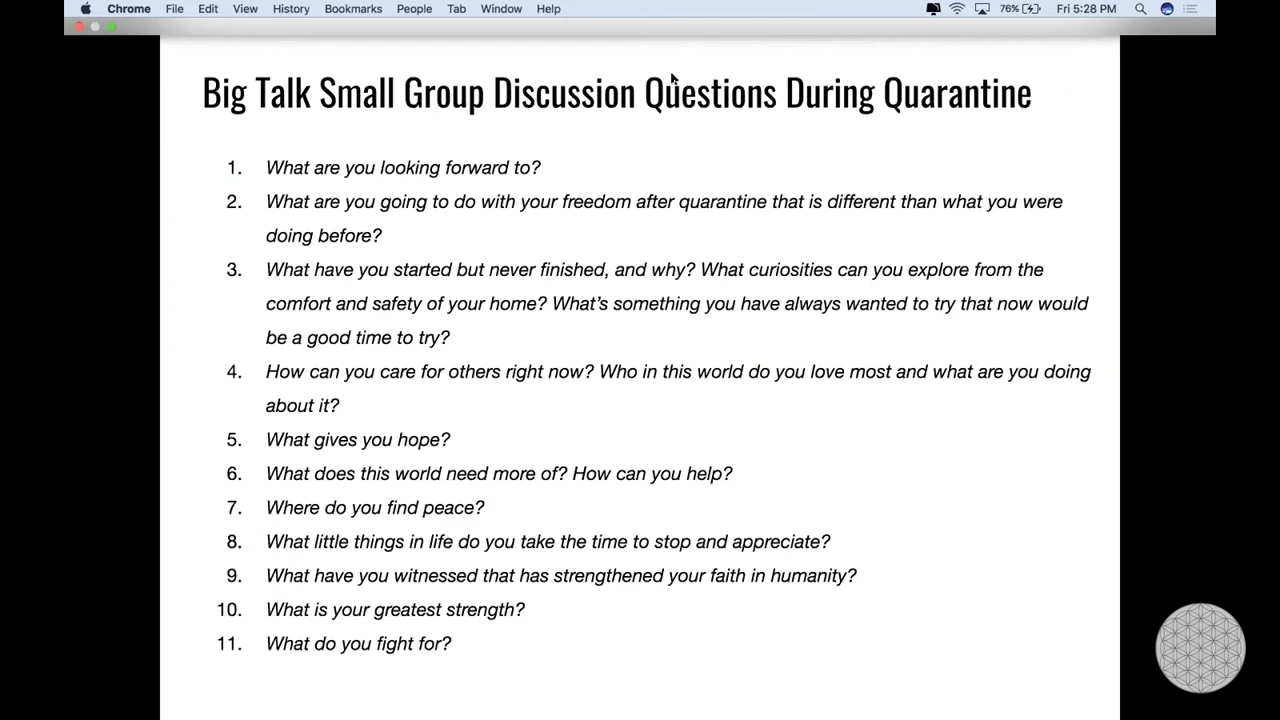 Chrome File Edit View History Bookmarks People Tab Window Help 76% Fri 5:28 PM
Big Talk Small Group Discussion Questions During Quarantine
1. What are you looking forward to?
2. What are you going to do with your freedom after quarantine that is different than what you were
doing before?
3. What have you started but never finished, and why? What curiosities can you explore from the
comfort and safety of your home? What’s something you have always wanted to try that now would
be a good time to try?
4. How can you care for others right now? Who in this world do you love most and what are you doing
about it?
5. What gives you hope?
6. What does this world need more of? How can you help?
7. Where do you find peace?
8. What little things in life do you take the time to stop and appreciate?
9. What have you witnessed that has strengthened your faith in humanity?
10. What is your greatest strength?
11. What do you fight for?